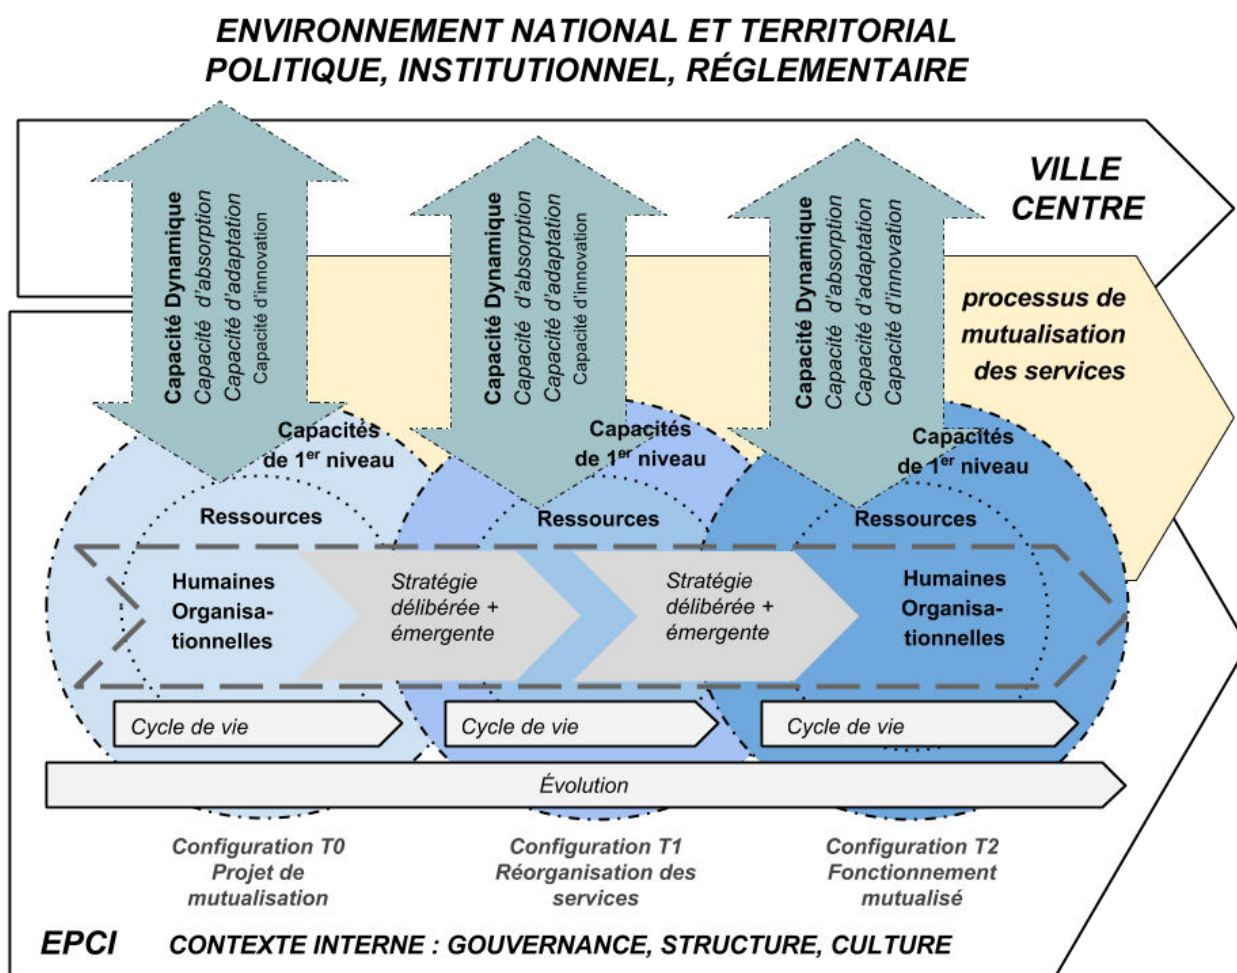 ENVIRONNEMENT NATIONAL ET TERRITORIAL
POLITIQUE, INSTITUTIONNEL, RÉGLEMENTAIRE
VILLE
CENTRE
processus de
mutualisation
des services
Capacité Dynamique
Capacité d'absorption
Capacité d'adaptation
Capacité d'innovation
Capacité Dynamique
Capacité d'absorption
Capacité d'adaptation
Capacité d'innovation
Capacité Dynamique
Capacité d'absorption
Capacité d'adaptation
Capacité d'innovation
Capacités
de 1er niveau
Capacités
de 1er niveau
Capacités
de 1er niveau
Ressources
Ressources
Ressources
Humaines
Organisa-
tionnelles
Stratégie
délibérée +
émergente
Stratégie
délibérée +
émergente
Humaines
Organisa-
tionnelles
Cycle de vie
Cycle de vie
Cycle de vie
Évolution
Configuration T0
Projet de
mutualisation
Configuration T1
Réorganisation des
services
Configuration T2
Fonctionnement
mutualisé
EPCI
CONTEXTE INTERNE : GOUVERNANCE, STRUCTURE, CULTURE